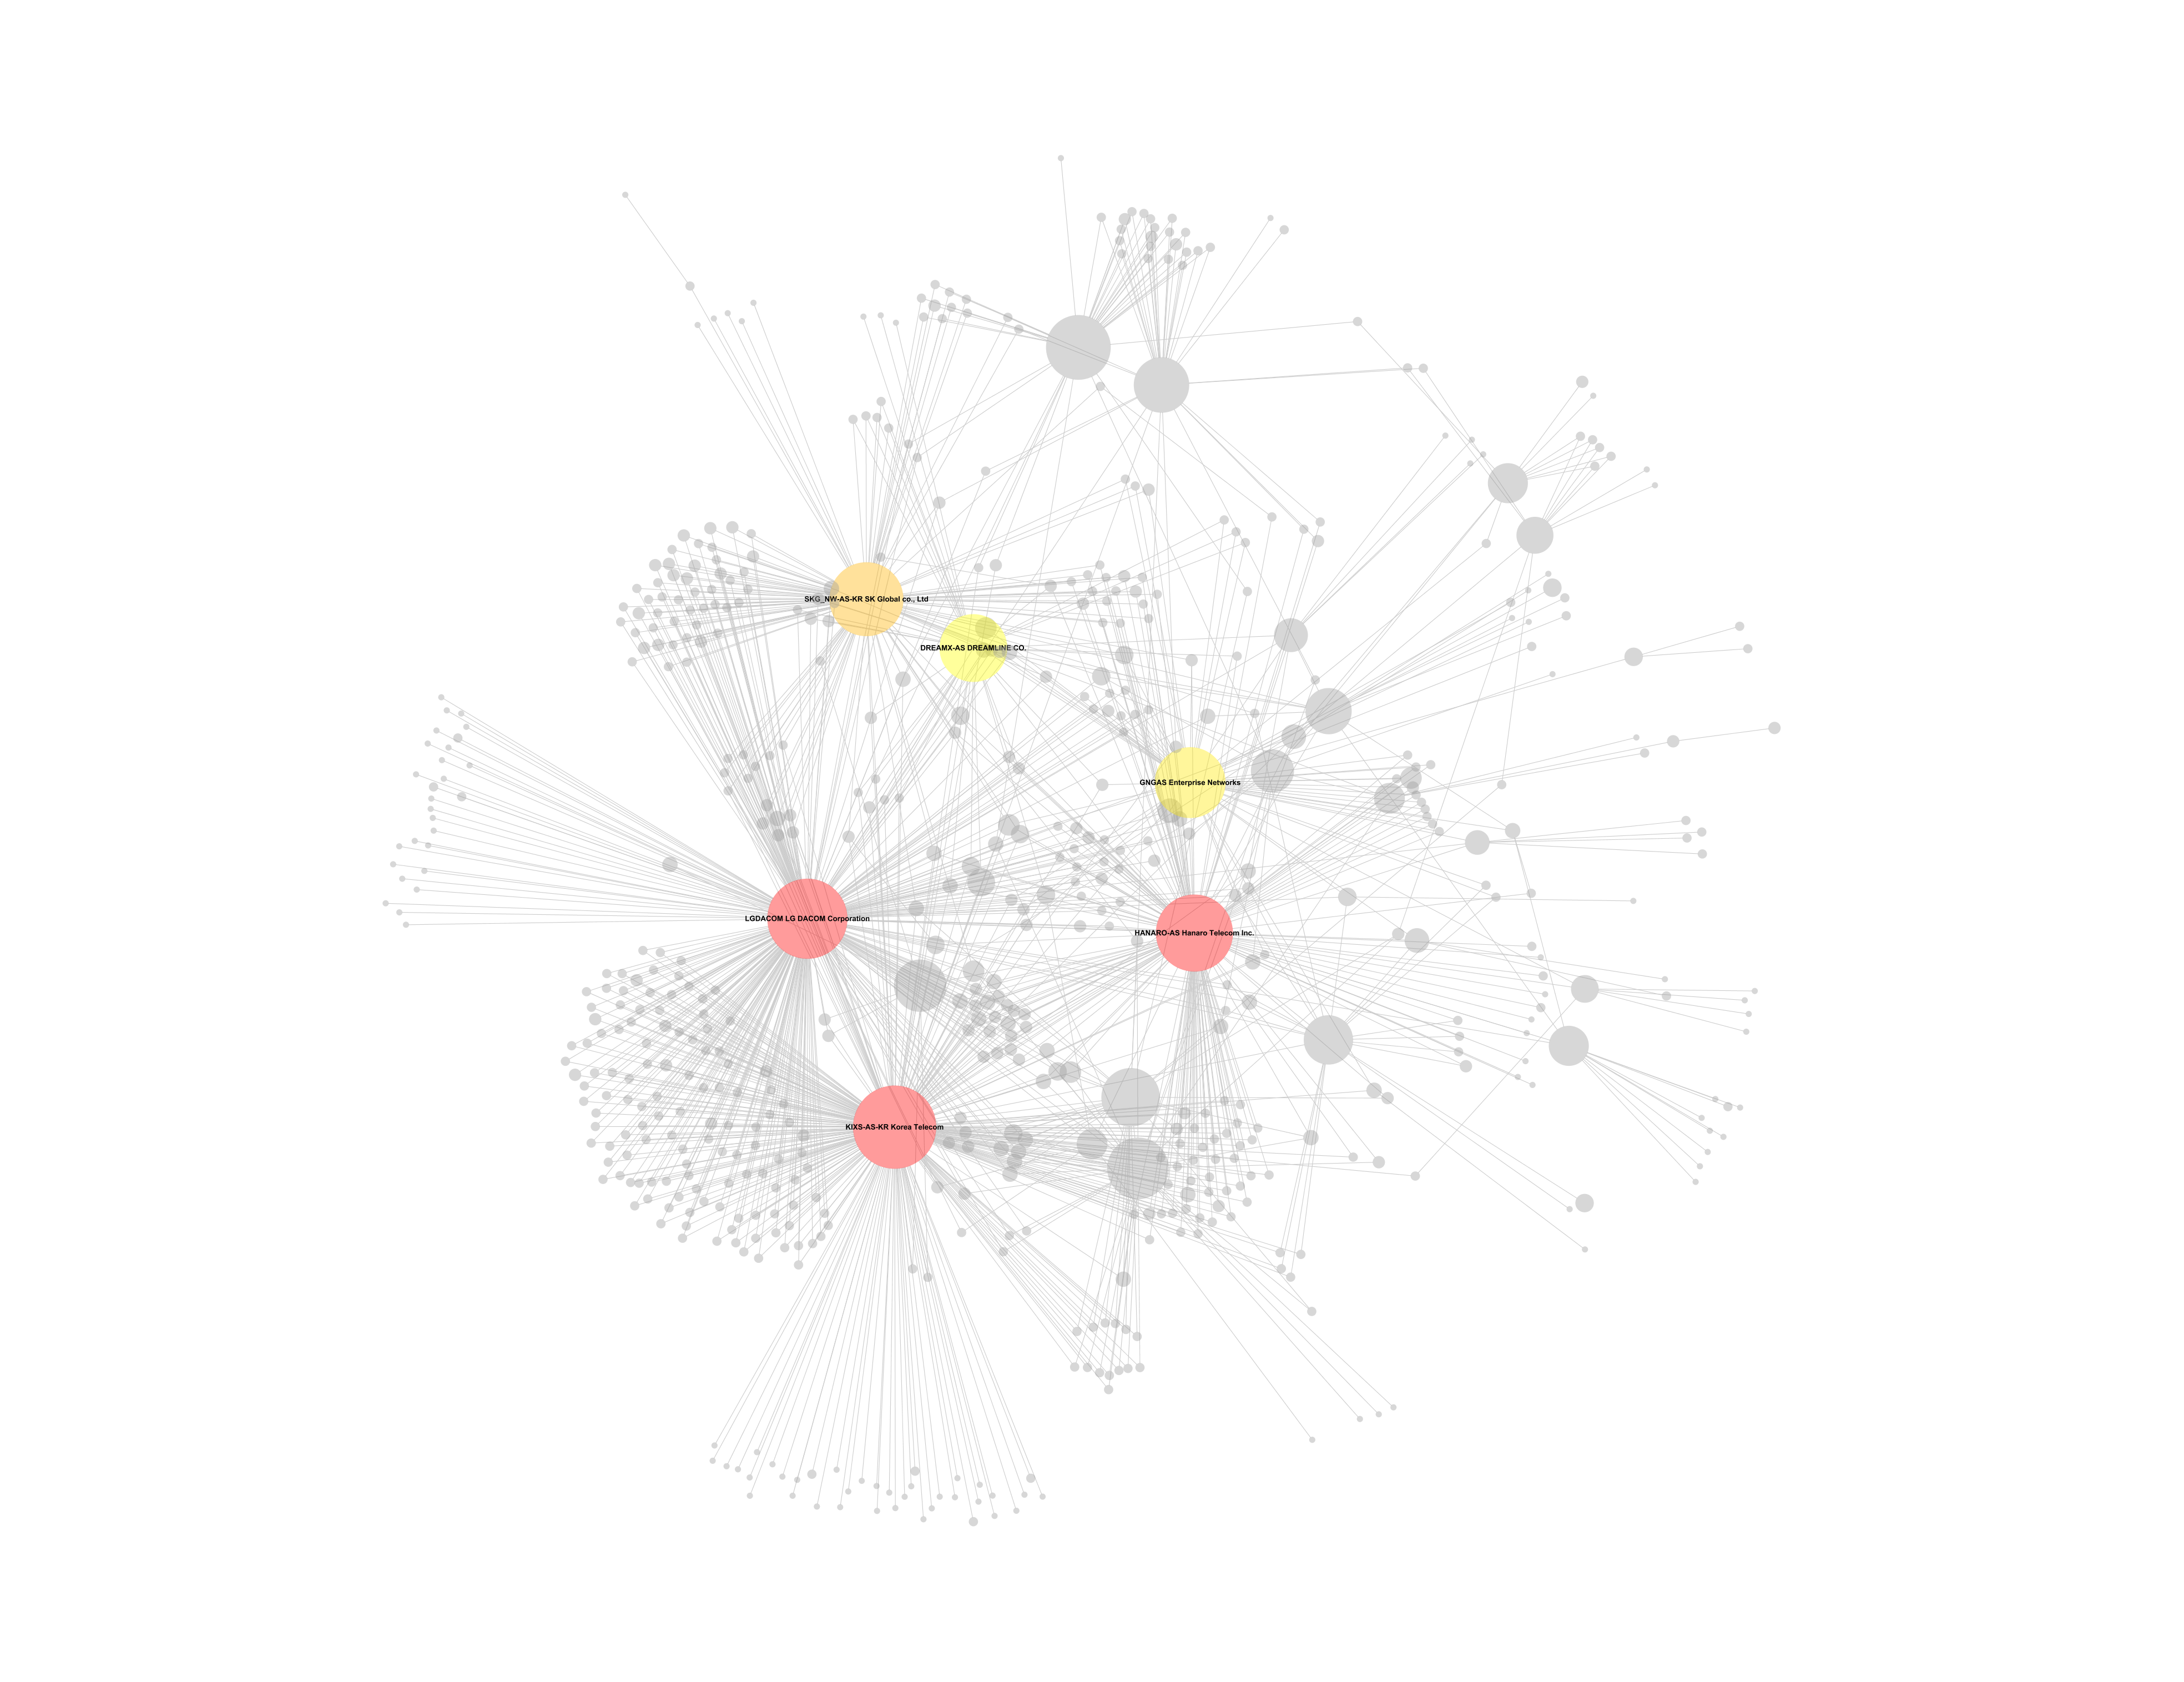 SKG_NW-AS-KR SK Global co., Ltd
DREAMX-AS DREAMLINE CO.
GNGAS Enterprise Networks
LGDACOM LG DACOM Corporation
HANARO-AS Hanaro Telecom Inc.
KIXS-AS-KR Korea Telecom